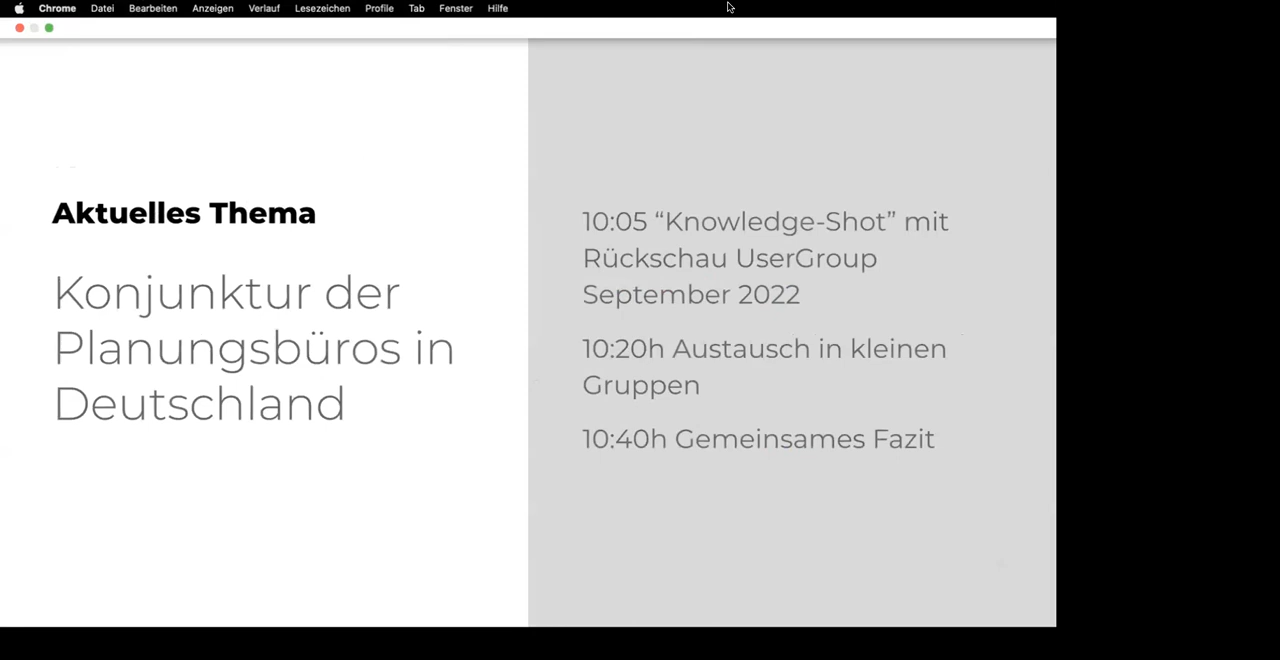 Chrome Datei Bearbeiten Anzeigen Verlauf Lesezeichen Profile Tab Fenster Hilfe
Aktuelles Thema
Konjunktur der
Planungsbüros in
Deutschland
10:05 “Knowledge-Shot” mit
Rückschau UserGroup
September 2022
10:20h Austausch in kleinen
Gruppen
10:40h Gemeinsames Fazit